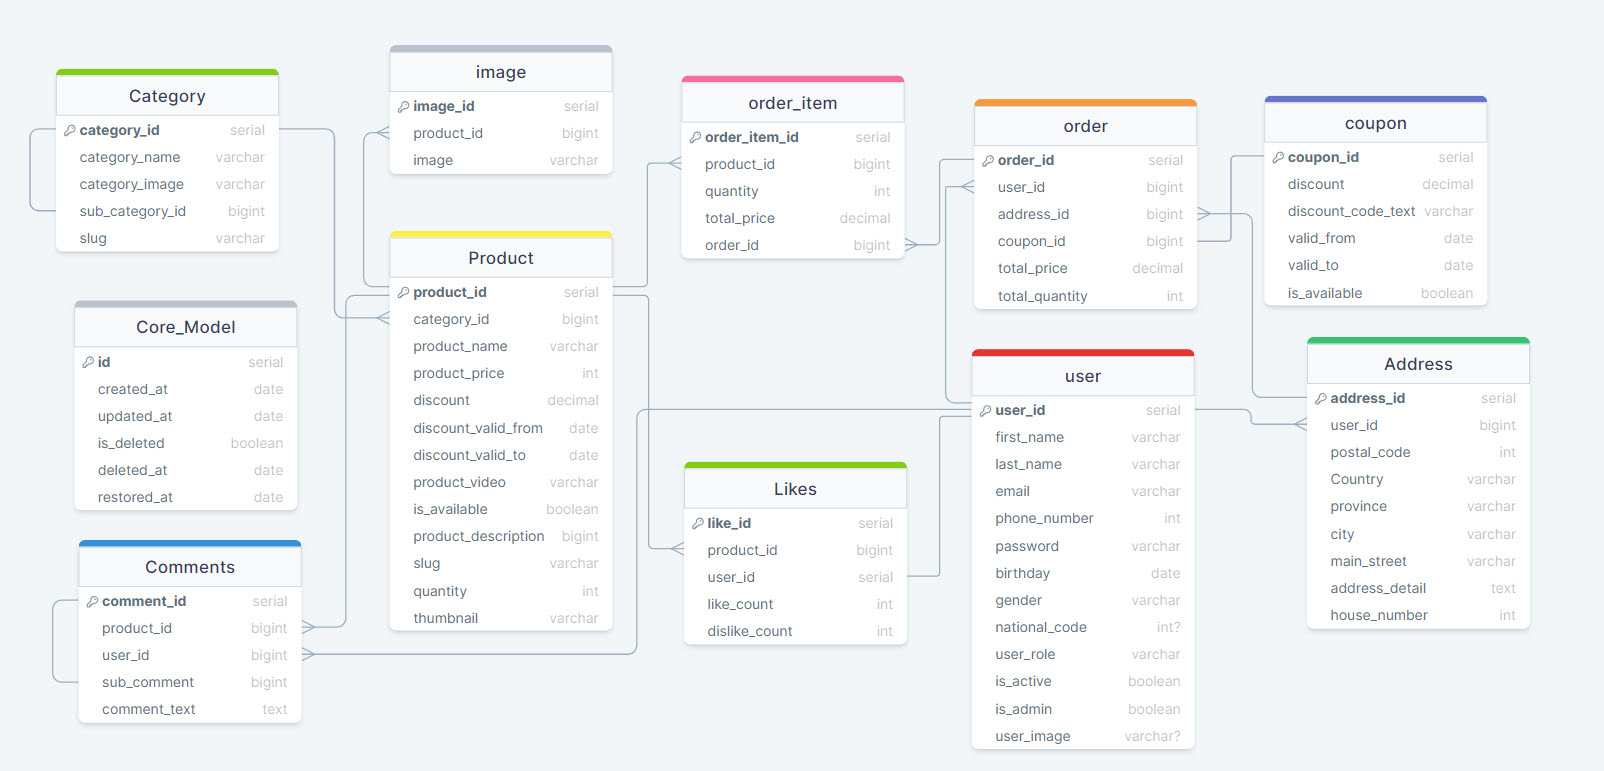 Category
category_id serial
category_name varchar
category_image varchar
sub_category_id bigint
slug varchar
image
image_id serial
product_id bigint
image varchar
order_item
order_item_id serial
product_id bigint
quantity int
total_price decimal
order_id bigint
order
order_id serial
user_id bigint
address_id bigint
coupon_id bigint
total_price decimal
total_quantity int
coupon
coupon_id serial
discount decimal
discount_code_text varchar
valid_from date
valid_to date
is_available boolean
Core_Model
id serial
created_at date
updated_at date
is_deleted boolean
deleted_at date
restored_at date
Product
product_id serial
category_id bigint
product_name varchar
product_price int
discount decimal
discount_valid_from date
discount_valid_to date
product_video varchar
is_available boolean
product_description bigint
slug varchar
quantity int
thumbnail varchar
user
user_id serial
first_name varchar
last_name varchar
email varchar
phone_number int
password varchar
birthday date
gender varchar
national_code int?
user_role varchar
is_active boolean
is_admin boolean
user_image varchar?
Address
address_id serial
user_id bigint
postal_code int
Country varchar
province varchar
city varchar
main_street varchar
address_detail text
house_number int
Comments
comment_id serial
product_id bigint
user_id bigint
sub_comment bigint
comment_text text
Likes
like_id serial
product_id bigint
user_id serial
like_count int
dislike_count int